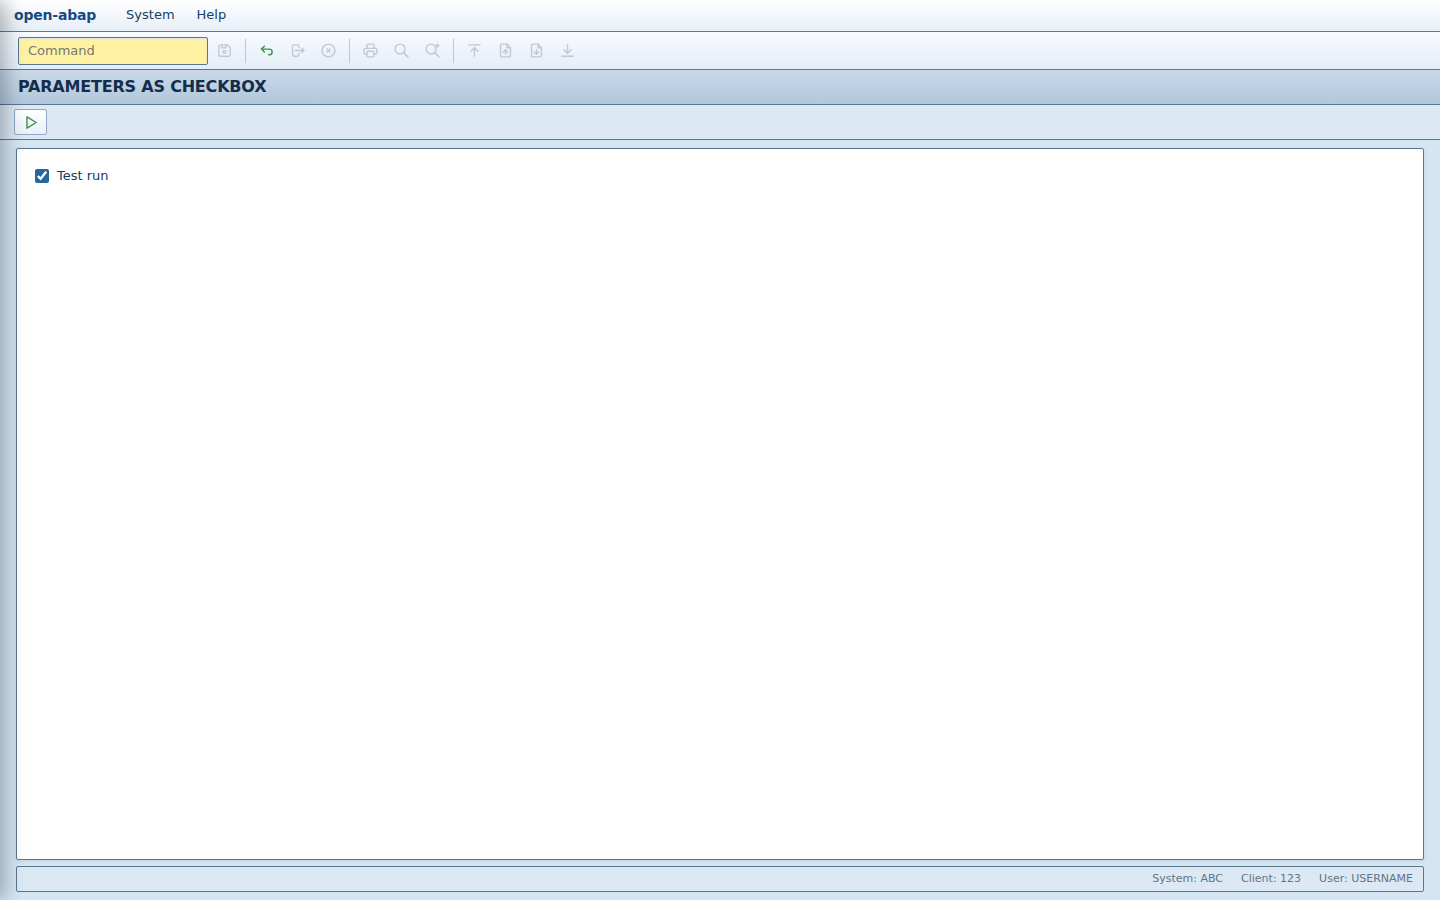 open-abap System Help
Command
PARAMETERS AS CHECKBOX
Test run
System: ABC Client: 123 User: USERNAME